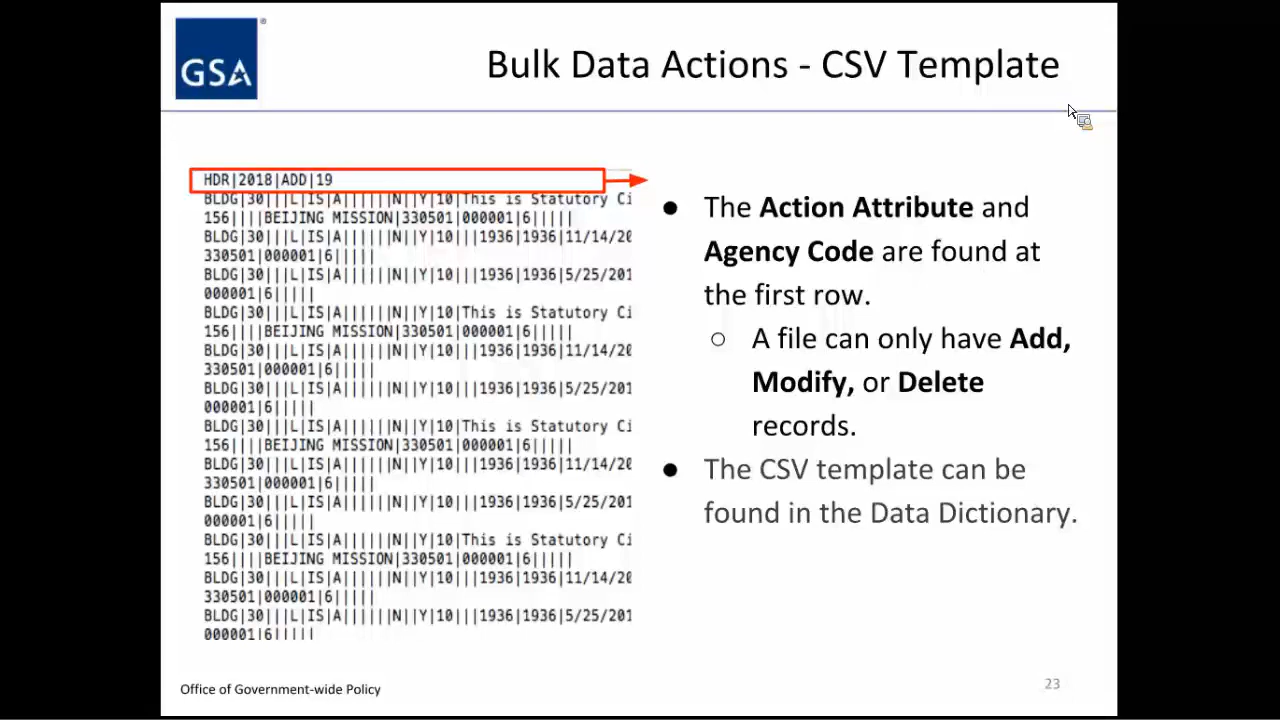 GSA
Bulk Data Actions - CSV Template
HDR|2018|ADD|19
BLDG|30|||L|IS|A||||||N||Y|10|This is Statutory Ci
156||||BEIJING MISSION|330501|000001|6|||||
BLDG|30|||L|IS|A||||||N||Y|10|||1936|1936|11/14/20
330501|000001|6|||||
BLDG|30|||L|IS|A||||||N||Y|10|||1936|1936|5/25/201
000001|6|||||
BLDG|30|||L|IS|A||||||N||Y|10|This is Statutory Ci
156||||BEIJING MISSION|330501|000001|6|||||
BLDG|30|||L|IS|A||||||N||Y|10|||1936|1936|11/14/20
330501|000001|6|||||
BLDG|30|||L|IS|A||||||N||Y|10|||1936|1936|5/25/201
000001|6|||||
BLDG|30|||L|IS|A||||||N||Y|10|This is Statutory Ci
156||||BEIJING MISSION|330501|000001|6|||||
BLDG|30|||L|IS|A||||||N||Y|10|||1936|1936|11/14/20
330501|000001|6|||||
BLDG|30|||L|IS|A||||||N||Y|10|||1936|1936|5/25/201
000001|6|||||
BLDG|30|||L|IS|A||||||N||Y|10|This is Statutory Ci
156||||BEIJING MISSION|330501|000001|6|||||
BLDG|30|||L|IS|A||||||N||Y|10|||1936|1936|11/14/20
330501|000001|6|||||
BLDG|30|||L|IS|A||||||N||Y|10|||1936|1936|5/25/201
000001|6|||||
● The Action Attribute and
Agency Code are found at
the first row.
○ A file can only have Add,
Modify, or Delete
records.
● The CSV template can be
found in the Data Dictionary.
Office of Government-wide Policy
23